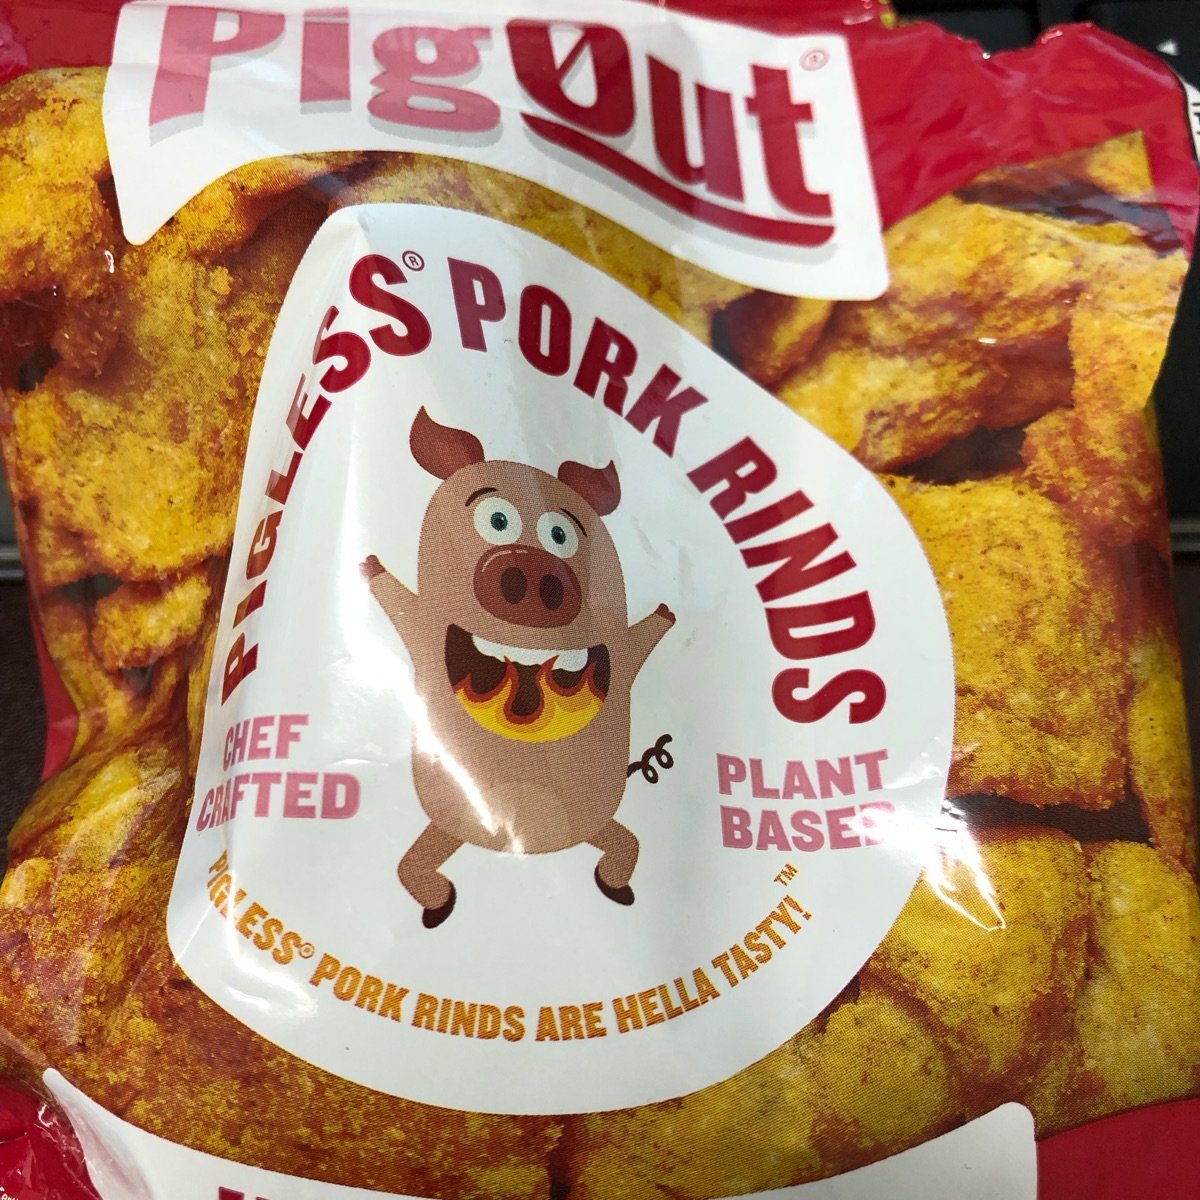 PigOut®
PIGLESS® PORK RINDS
CHEF
CRAFTED
PLANT
BASED
PIGLESS® PORK RINDS ARE HELLA TASTY!™